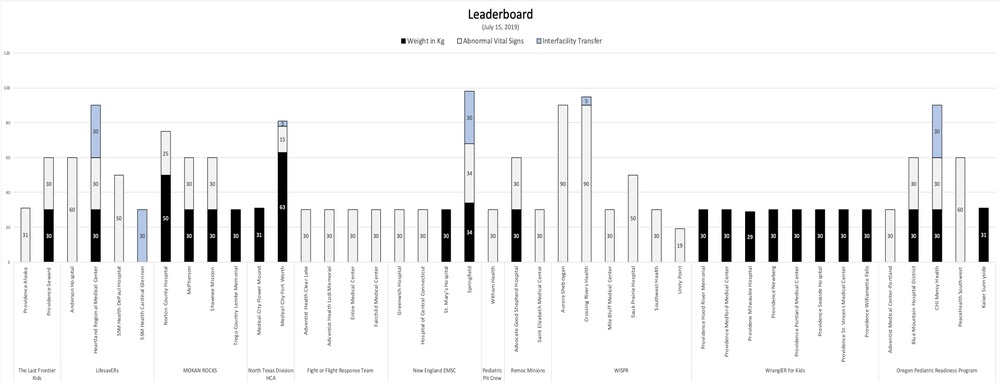 Leaderboard
(July 15, 2019)
Weight in Kg Abnormal Vital Signs Interfacility Transfer
120
100
80
60
40
20
0
31
30
30
60
30
30
30
50
30
50
25
30
30
30
30
30
31
63
15
3
30
30
30
30
30
30
30
34
34
30
30
30
30
30
90
90
5
30
50
30
19
30
30
29
30
30
30
30
30
30
30
30
30
30
30
60
31
Providence Alaska
Providence Seward
Anderson Hospital
Heartland Regional Medical Center
SSM Health DePaul Hospital
SSM Health Cardinal Glennon
Norton County Hospital
McPherson
Shawnee Mission
Trego Country Lemke Memorial
Medical City Flower Mound
Medical City Fort Worth
Adventist Health Clear Lake
Adventist Health Lodi Memorial
Enloe Medical Center
Fairchild Medical Center
Greenwich Hospital
Hospital of Central Connecticut
St. Mary's Hospital
Springfield
Witham Health
Advocate Good Shepherd Hospital
Saint Elizabeth Medical Center
Aurora Sheboygan
Crossing Rivers Health
Mile Bluff Medical Center
Sauk Prairie Hospital
Southwest Health
Unity Point
Providence Hood River Memorial
Providence Medford Medical Center
Providene Milwaukie Hospital
Providence Newberg
Providence Portland Medical Center
Providence Seaside Hospital
Providence St. Vincent Medical Center
Providence Williamette Falls
Adventist Medical Center-Portland
Blue Mountain Hospital District
CHI Mercy Health
PeaceHealth Southwest
Kaiser Sunnyside
The Last Frontier
Kids
LifesavERs
MOKAN ROCKS
North Texas Division
HCA
Fight or Flight Response Team
New England EMSC
Pediatric
Pit Crew
Remoc Minions
WISPR
WranglER for Kids
Oregon Pediatric Readiness Program